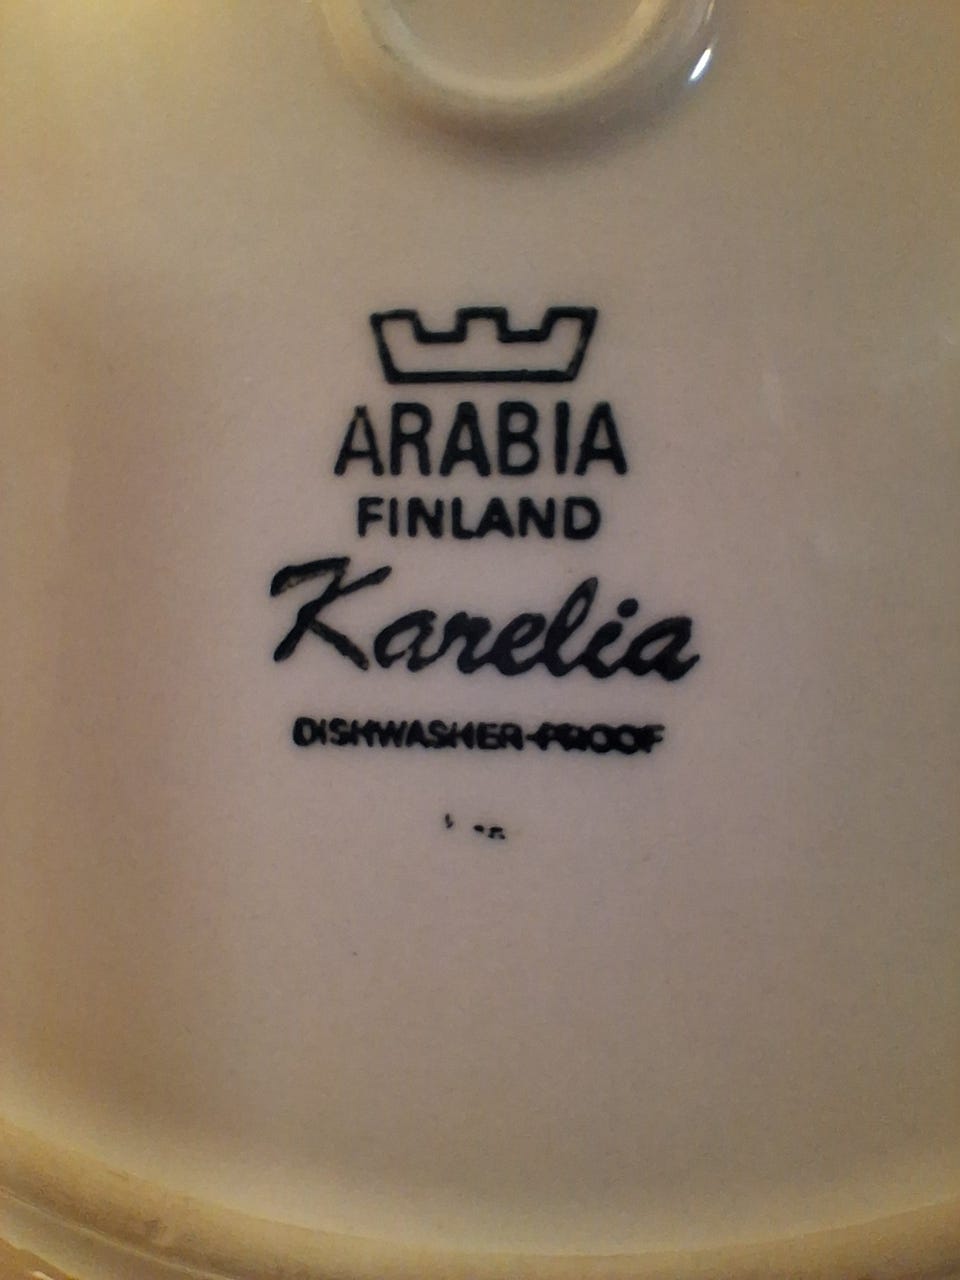 ARABIA
FINLAND
Karelia
DISHWASHER-PROOF